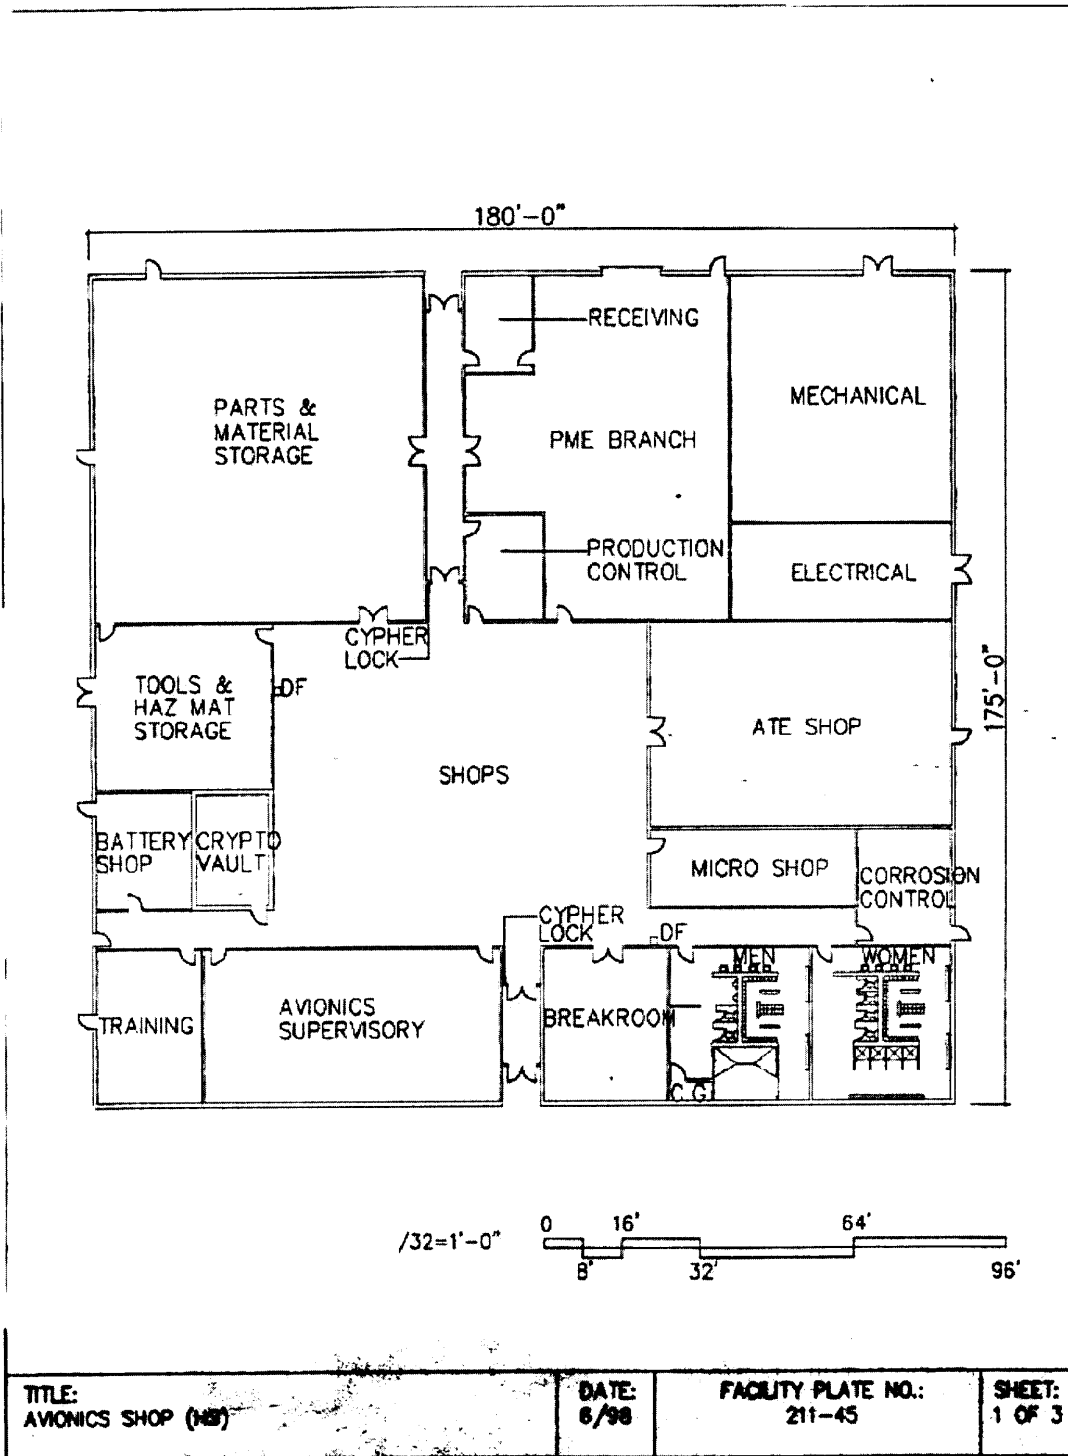 180'-0"
RECEIVING
PARTS &
MATERIAL
STORAGE
MECHANICAL
PME BRANCH
PRODUCTION
CONTROL
ELECTRICAL
CYPHER
LOCK
TOOLS &
HAZ MAT
STORAGE
DF
175'-0"
ATE SHOP
SHOPS
BATTERY
SHOP
CRYPTO
VAULT
MICRO SHOP
CORROSION
CONTROL
CYPHER
LOCK
DF
MEN
WOMEN
TRAINING
AVIONICS
SUPERVISORY
BREAKROOM
C.G.
/32=1'-0"
0
16'
64'
8'
32'
96'
TITLE:
AVIONICS SHOP
DATE:
6/98
FACILITY PLATE NO.:
211-45
SHEET:
1 OF 3